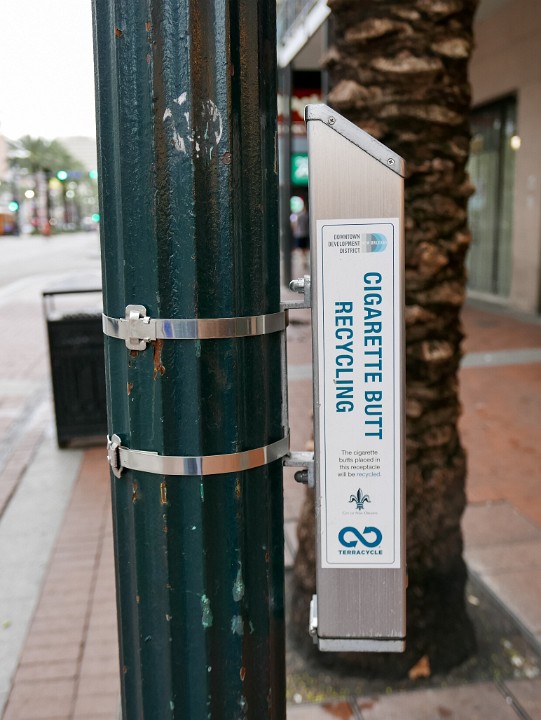 DOWNTOWN
DEVELOPMENT
DISTRICT
CIGARETTE BUTT
RECYCLING
The cigarette
butts placed in
this receptacle
will be recycled.
TERRACYCLE